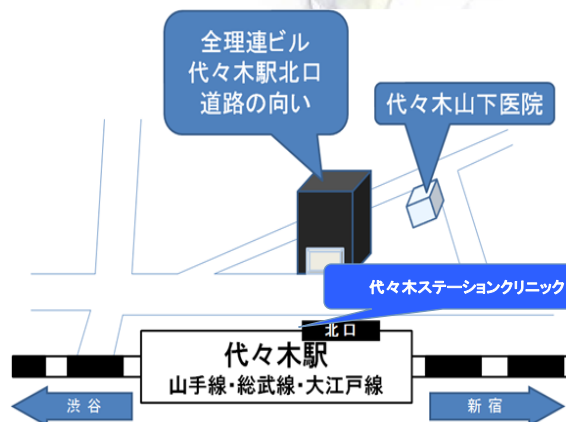 全理連ビル
代々木駅北口
道路の向い
代々木山下医院
代々木ステーションクリニック
北口
代々木駅
山手線・総武線・大江戸線
渋谷
新宿